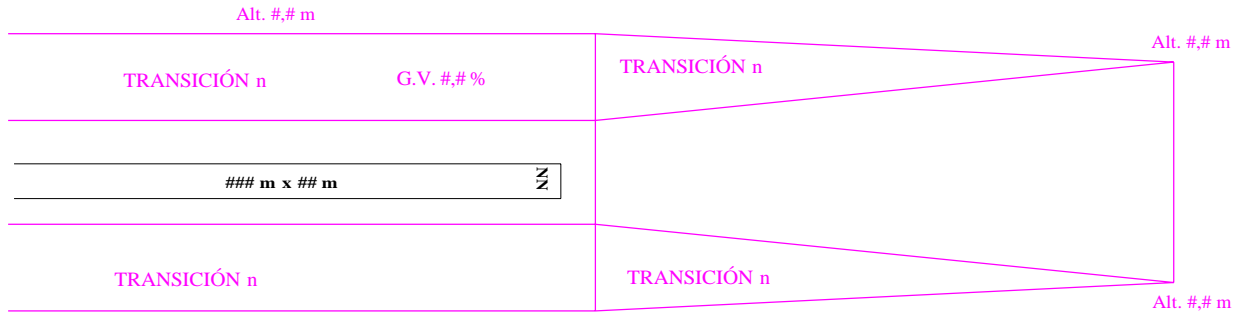 Alt. #,# m
Alt. #,# m
TRANSICIÓN n
G.V. #,# %
TRANSICIÓN n
### m x ## m
NN
TRANSICIÓN n
TRANSICIÓN n
Alt. #,# m